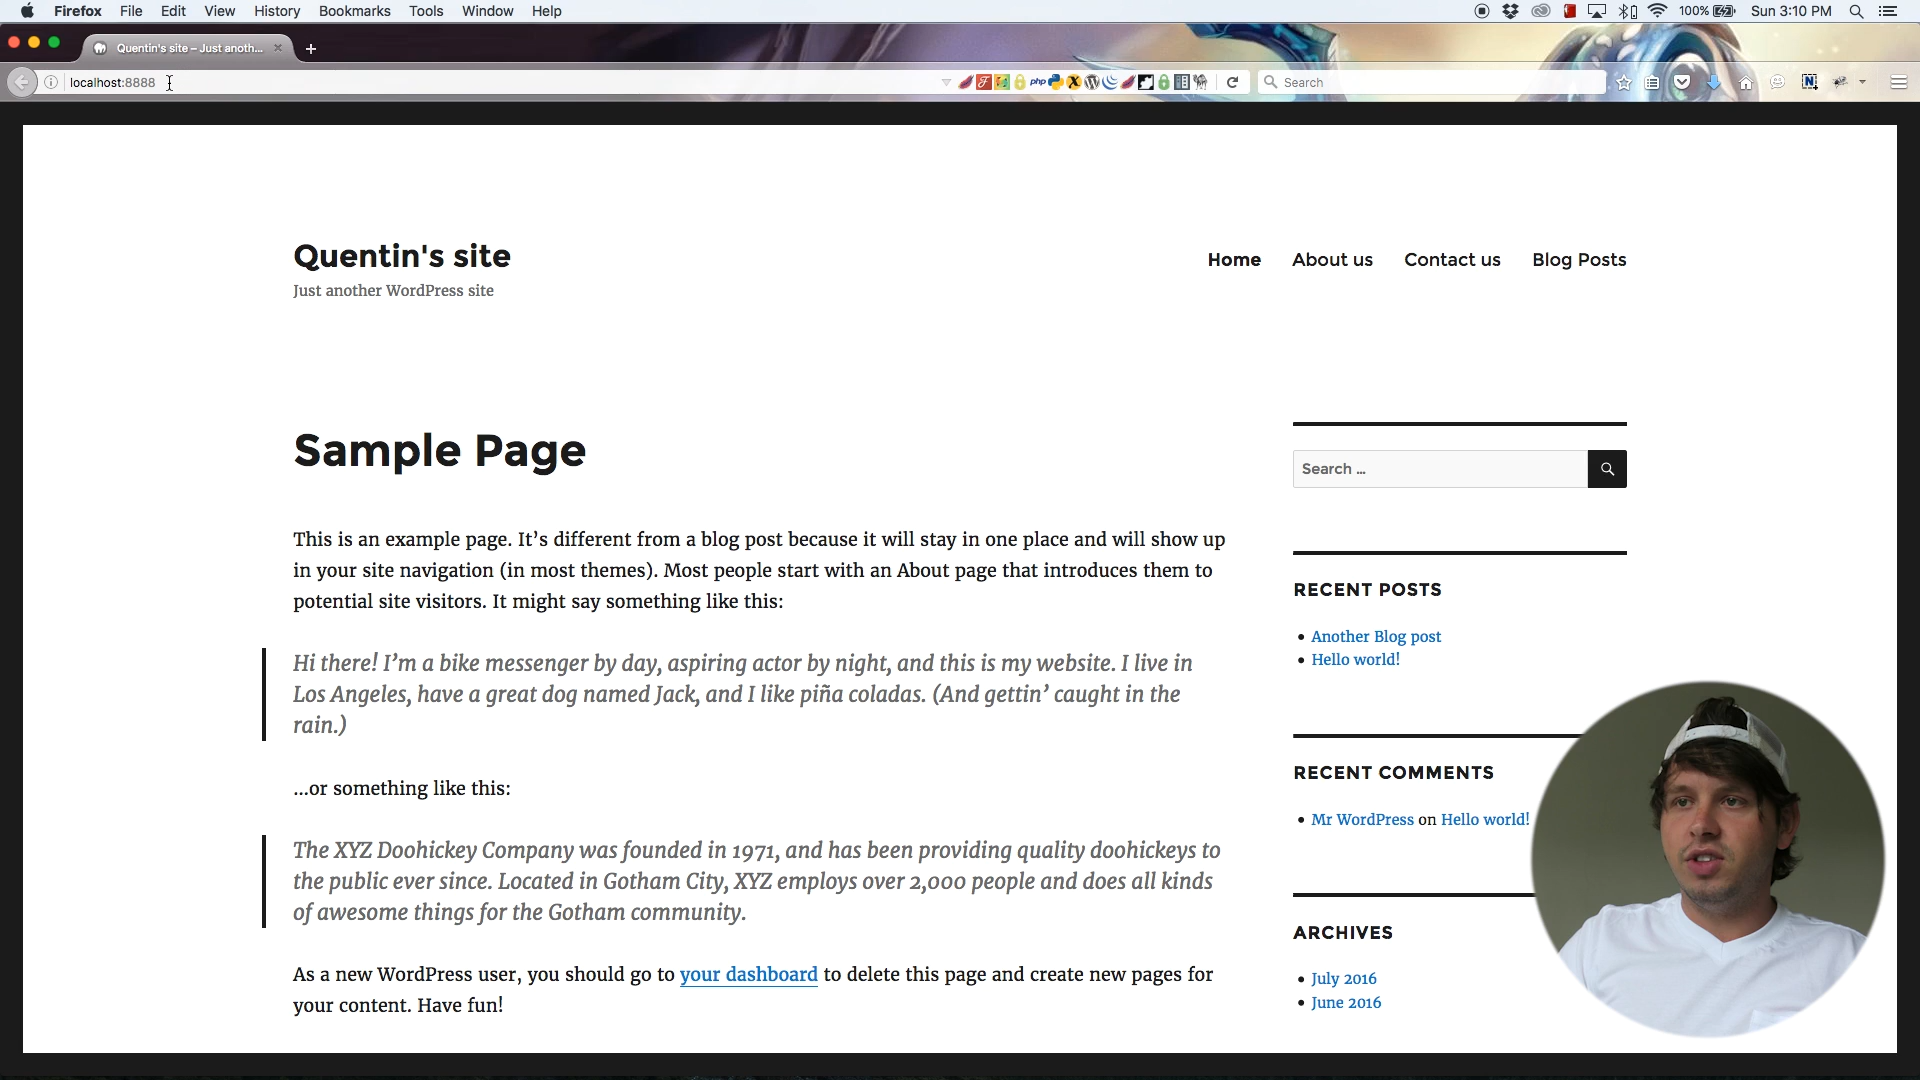 Firefox File Edit View History Bookmarks Tools Window Help
100% Sun 3:10 PM
Quentin's site – Just anoth...
localhost:8888
php
Search
Quentin's site
Just another WordPress site
Home About us Contact us Blog Posts
Sample Page
This is an example page. It’s different from a blog post because it will stay in one place and will show up
in your site navigation (in most themes). Most people start with an About page that introduces them to
potential site visitors. It might say something like this:
Hi there! I’m a bike messenger by day, aspiring actor by night, and this is my website. I live in
Los Angeles, have a great dog named Jack, and I like piña coladas. (And gettin’ caught in the
rain.)
...or something like this:
The XYZ Doohickey Company was founded in 1971, and has been providing quality doohickeys to
the public ever since. Located in Gotham City, XYZ employs over 2,000 people and does all kinds
of awesome things for the Gotham community.
As a new WordPress user, you should go to your dashboard to delete this page and create new pages for
your content. Have fun!
Search ...
RECENT POSTS
Another Blog post
Hello world!
RECENT COMMENTS
Mr WordPress on Hello world!
ARCHIVES
July 2016
June 2016